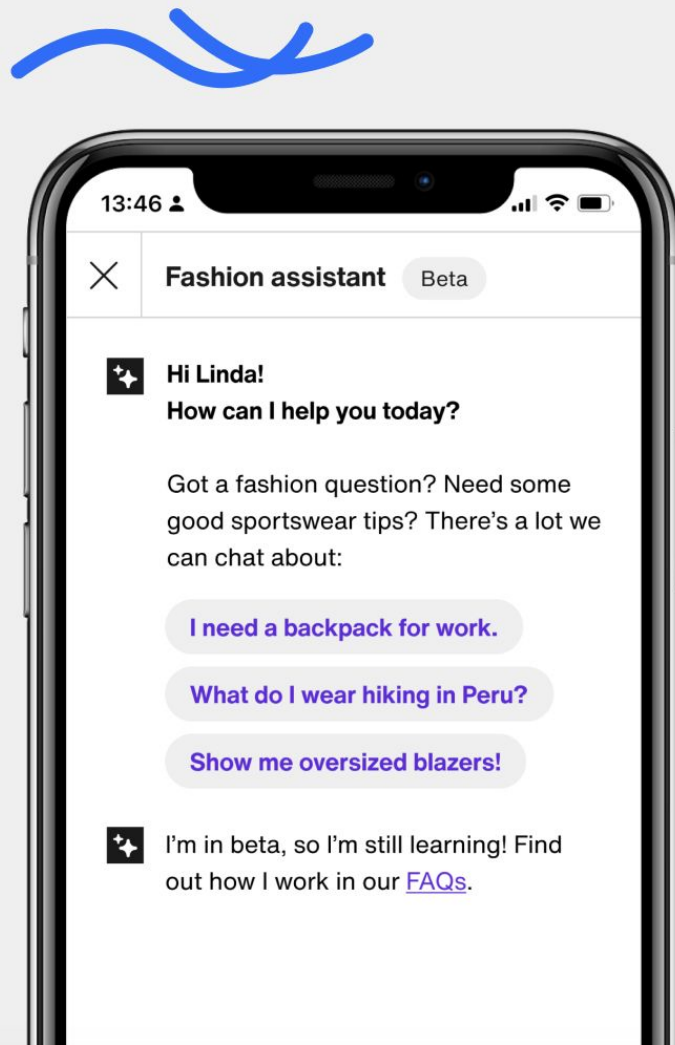 13:46
Fashion assistant Beta
Hi Linda!
How can I help you today?
Got a fashion question? Need some
good sportswear tips? There’s a lot we
can chat about:
I need a backpack for work.
What do I wear hiking in Peru?
Show me oversized blazers!
I’m in beta, so I’m still learning! Find
out how I work in our FAQs.